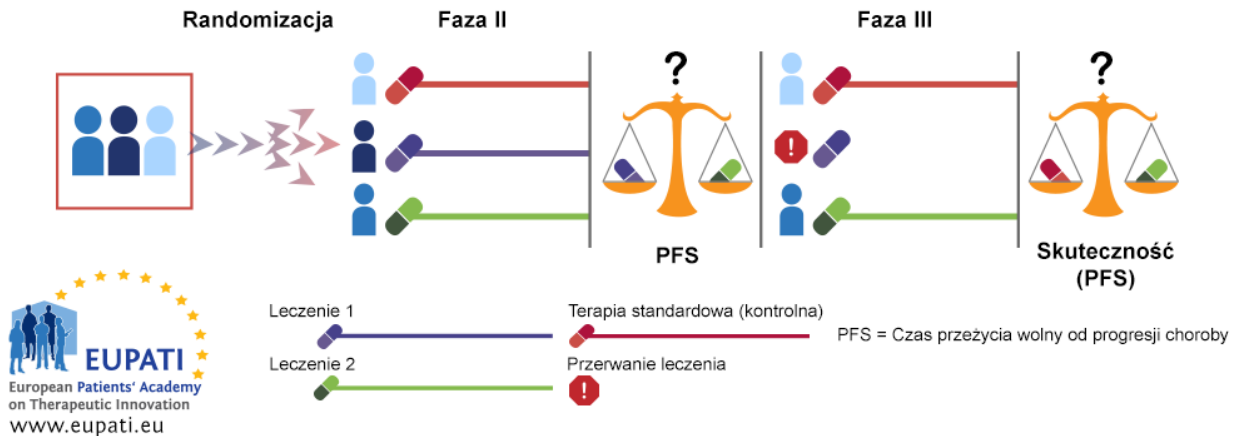 Randomizacja
Faza II
Faza III
?
?
!
PFS
Skuteczność
(PFS)
Leczenie 1
Terapia standardowa (kontrolna)
PFS = Czas przeżycia wolny od progresji choroby
Leczenie 2
Przerwanie leczenia
!
EUPATI
European Patients' Academy
on Therapeutic Innovation
www.eupati.eu